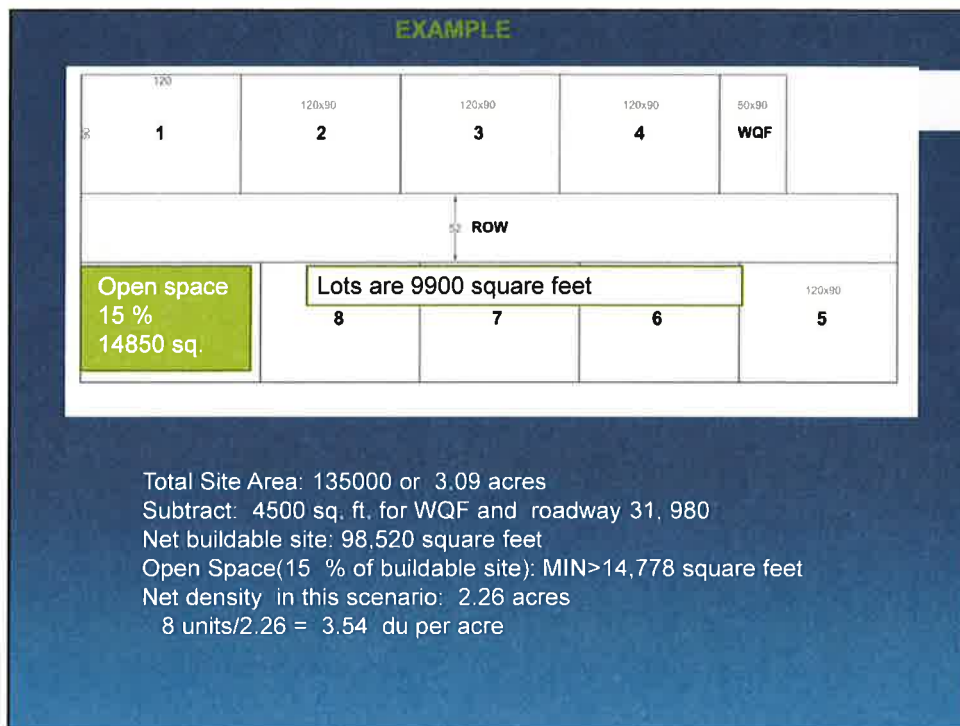 EXAMPLE
120
120x90
120x90
120x90
50x90
90
1
2
3
4
WQF
52
ROW
Open space
15 %
14850 sq.
Lots are 9900 square feet
120x90
8
7
6
5
Total Site Area: 135000 or 3.09 acres
Subtract: 4500 sq. ft. for WQF and roadway 31, 980
Net buildable site: 98,520 square feet
Open Space(15 % of buildable site): MIN>14,778 square feet
Net density in this scenario: 2.26 acres
8 units/2.26 = 3.54 du per acre